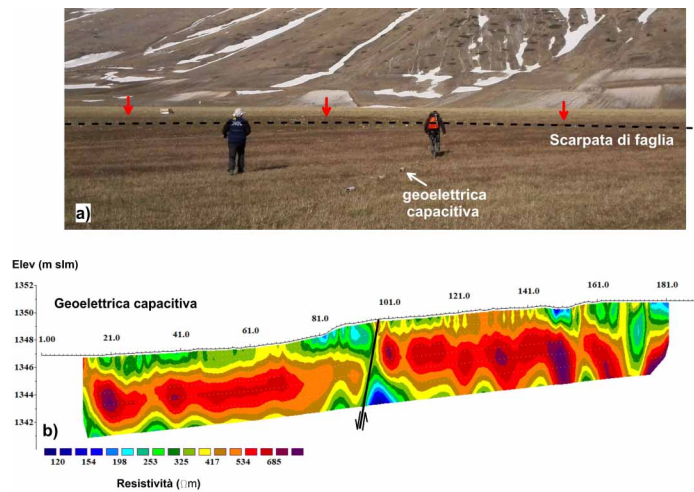 Scarpata di faglia
geoelettrica
capacitiva
a)
Elev (m slm)
1352
1350
1348
1346
1344
1342
Geoelettrica capacitiva
1.00 21.0 41.0 61.0 81.0 101.0 121.0 141.0 161.0 181.0
b)
120 154 198 253 325 417 534 685
Resistività (Ωm)